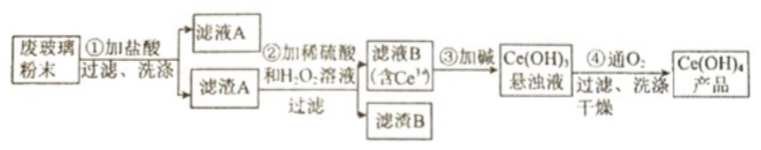 废玻璃
粉末
①加盐酸
过滤、洗涤
滤液A
滤渣A
②加稀硫酸
和H₂O₂溶液
过滤
滤液B
(含Ce³⁺)
滤渣B
③加碱
Ce(OH)₃
悬浊液
④通O₂
过滤、洗涤
干燥
Ce(OH)₄
产品